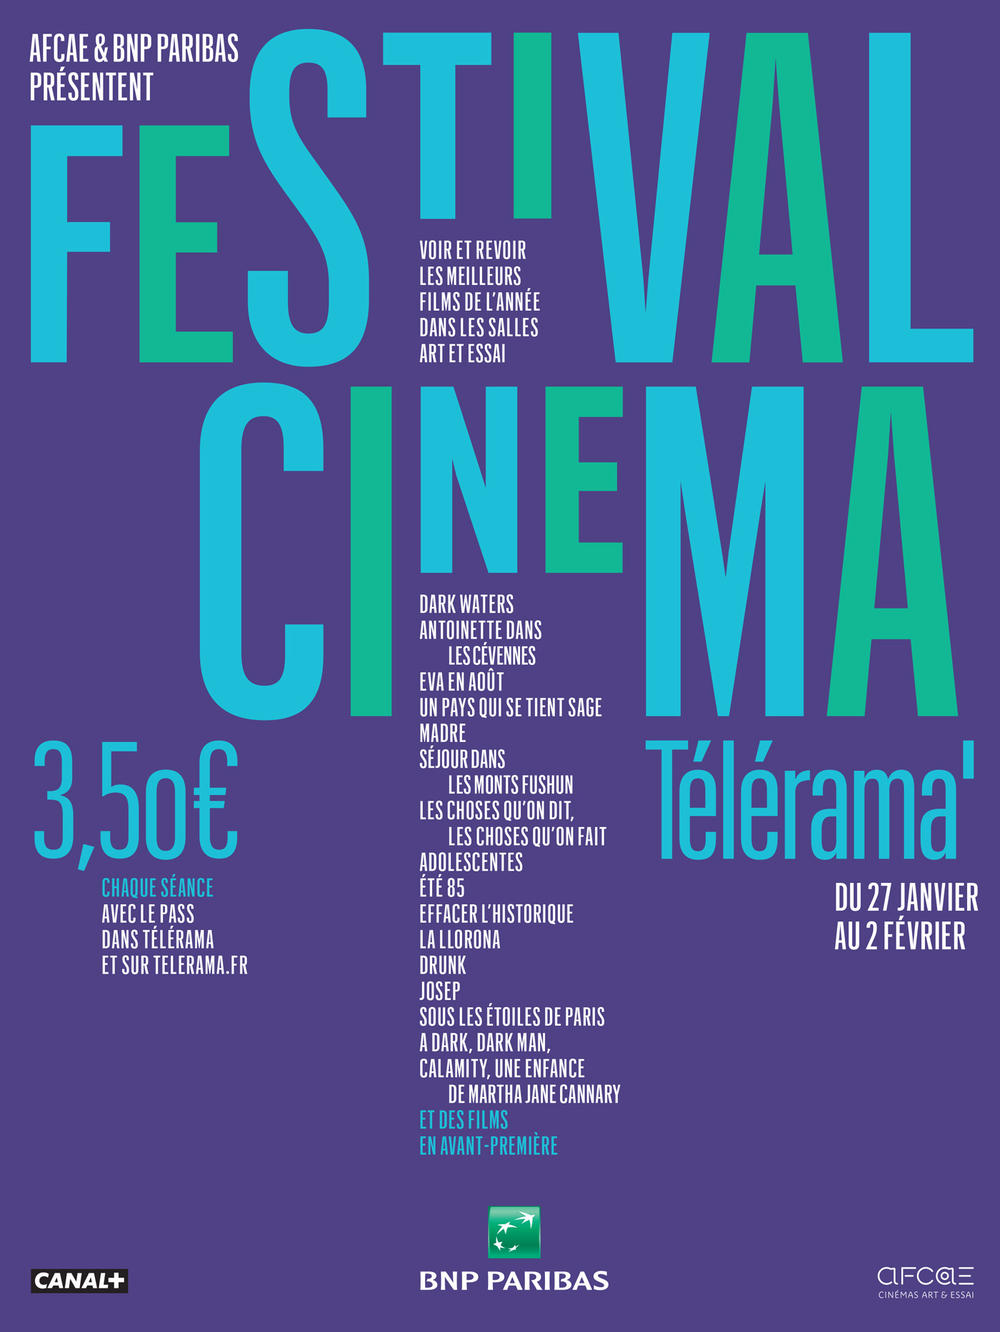 AFCAE & BNP PARIBAS
PRÉSENTENT
FESTIVAL
VOIR ET REVOIR
LES MEILLEURS
FILMS DE L'ANNÉE
DANS LES SALLES
ART ET ESSAI
CINEMA
Télérama'
DU 27 JANVIER
AU 2 FÉVRIER
3,50€
CHAQUE SÉANCE
AVEC LE PASS
DANS TÉLÉRAMA
ET SUR TELERAMA.FR
DARK WATERS
ANTOINETTE DANS
LES CÉVENNES
EVA EN AOÛT
UN PAYS QUI SE TIENT SAGE
MADRE
SÉJOUR DANS
LES MONTS FUSHUN
LES CHOSES QU'ON DIT,
LES CHOSES QU'ON FAIT
ADOLESCENTES
ÉTÉ 85
EFFACER L'HISTORIQUE
LA LLORONA
DRUNK
JOSEP
SOUS LES ÉTOILES DE PARIS
A DARK, DARK MAN,
CALAMITY, UNE ENFANCE
DE MARTHA JANE CANNARY
ET DES FILMS
EN AVANT-PREMIÈRE
CANAL+
BNP PARIBAS
AFCAE
CINÉMAS ART & ESSAI